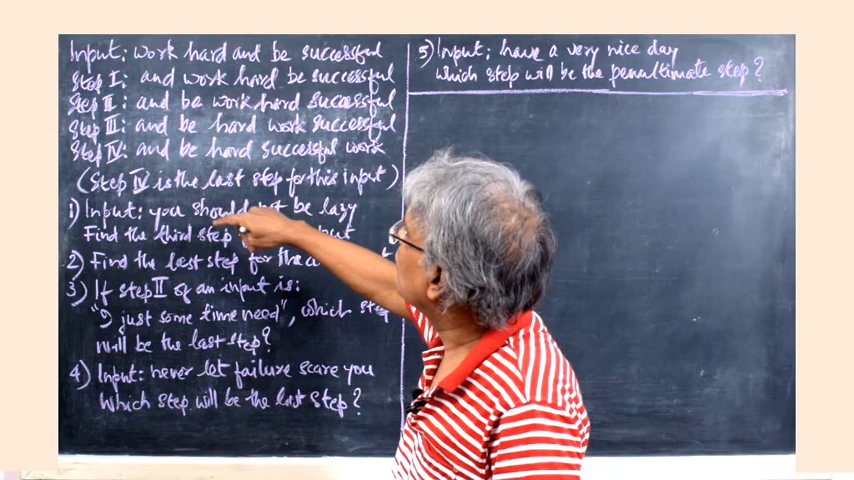 Input: work hard and be successful
Step I: and work hard be successful
Step II: and be work hard successful
Step III: and be hard work successful
Step IV: and be hard successful work
(Step IV is the last step for this input)
1) Input: you should not be lazy
Find the third step
2) Find the last step for the
3) If step II of an input is:
"I just some time need", which step
will be the last step?
4) Input: never let failure scare you
Which step will be the last step?
5) Input: have a very nice day
which step will be the penaltimate step?